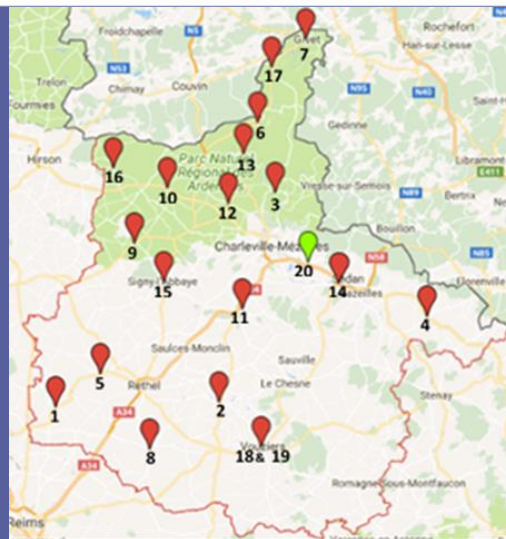 Froidchapelle
N5
Givet
7
Rochefort
Han-sur-Lesse
Trelon
N53
Chimay
Couvin
17
N95
N40
Fourmies
6
Gedinne
Saint-H
Hirson
16
Parc Natu
Régional des
Ardennes
13
Libramont
E411
10
12
3
Vresse-sur-Semois
N89
Bertrix
Ne
9
Bouillon
Charleville-Mézières
20
N58
N85
Signy-l'Abbaye
15
Sedan
14
Bazeilles
Florenville
11
4
Saulces-Monclin
Sauville
5
Rethel
Le Chesne
Stenay
1
2
A34
8
Vouziers
18& 19
A34
Romagne-Sous-Montfaucon
Reims